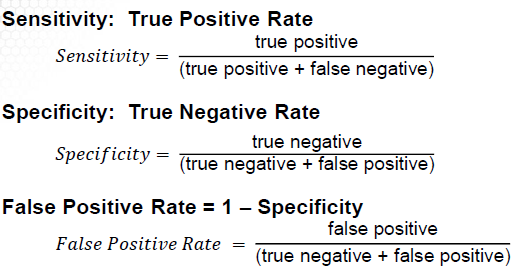 Sensitivity:  True Positive Rate
Sensitivity = true positive / (true positive + false negative)
Specificity:  True Negative Rate
Specificity = true negative / (true negative + false positive)
False Positive Rate = 1 – Specificity
False Positive Rate = false positive / (true negative + false positive)